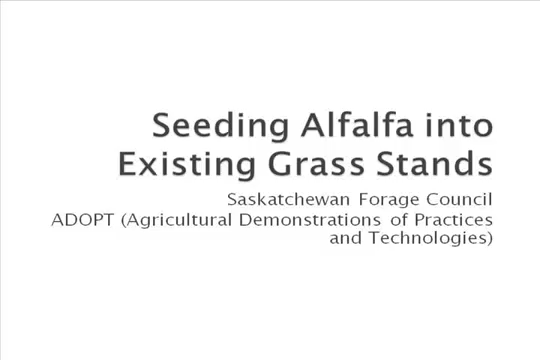 Seeding Alfalfa into
Existing Grass Stands
Saskatchewan Forage Council
ADOPT (Agricultural Demonstrations of Practices
and Technologies)